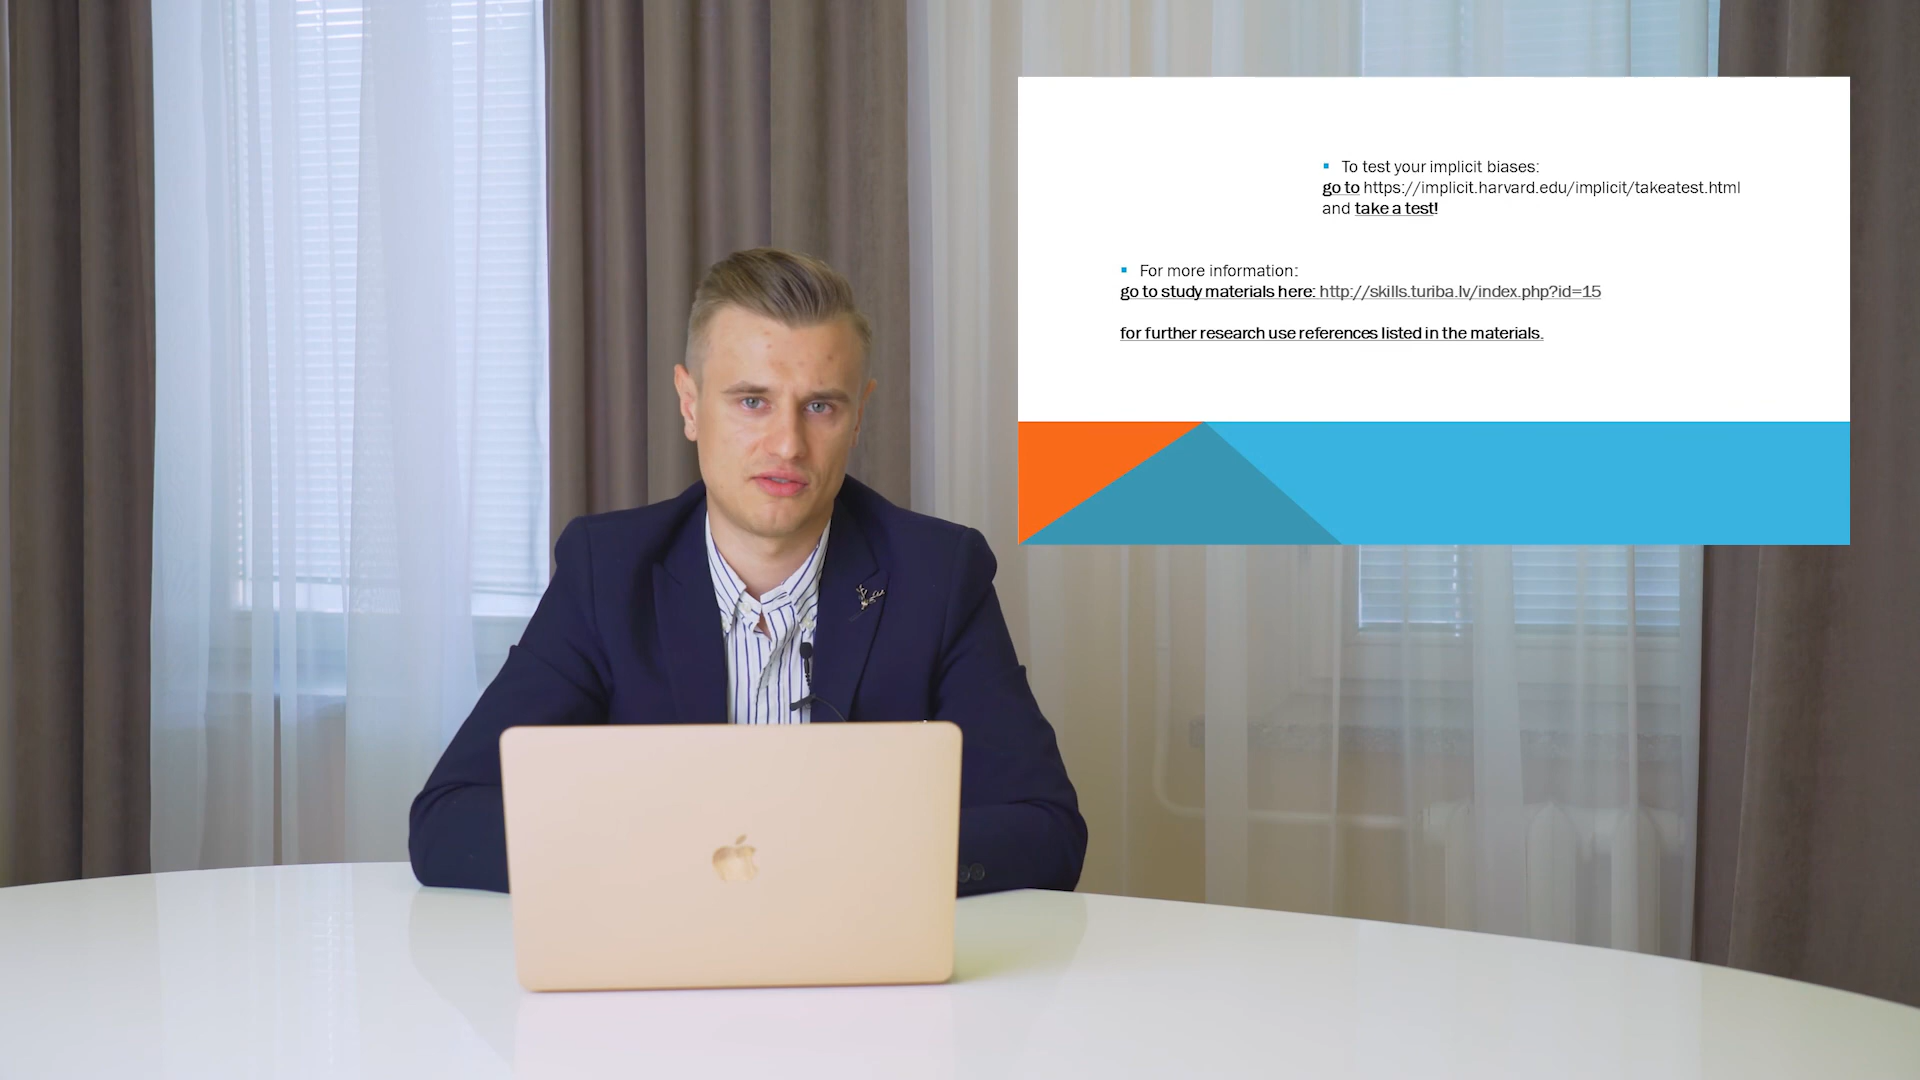 To test your implicit biases:
go to https://implicit.harvard.edu/implicit/takeatest.html
and take a test!
For more information:
go to study materials here: http://skills.turiba.lv/index.php?id=15
for further research use references listed in the materials.